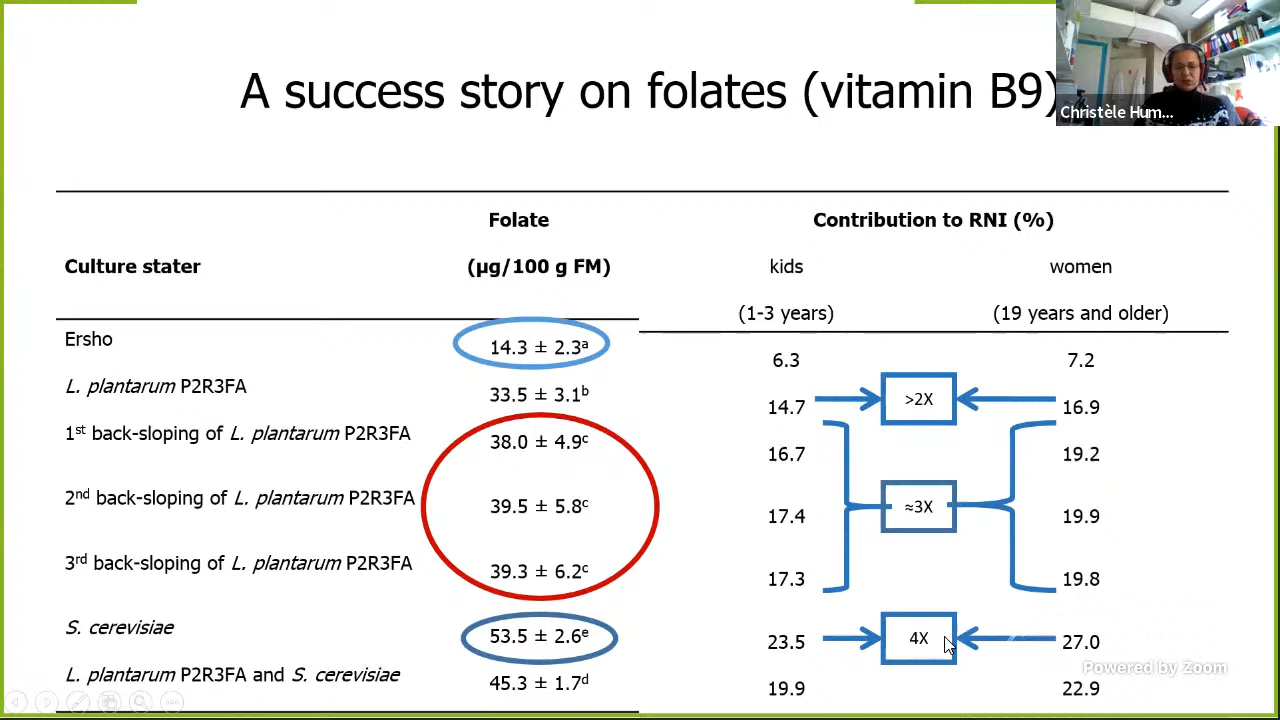 A success story on folates (vitamin B9)
Christèle Hum...
Folate
Contribution to RNI (%)
Culture stater
(µg/100 g FM)
kids
women
(1-3 years)
(19 years and older)
Ersho
14.3 ± 2.3ᵃ
6.3
7.2
L. plantarum P2R3FA
33.5 ± 3.1ᵇ
14.7
>2X
16.9
1ˢᵗ back-sloping of L. plantarum P2R3FA
38.0 ± 4.9ᶜ
16.7
19.2
2ⁿᵈ back-sloping of L. plantarum P2R3FA
39.5 ± 5.8ᶜ
17.4
≈3X
19.9
3ʳᵈ back-sloping of L. plantarum P2R3FA
39.3 ± 6.2ᶜ
17.3
19.8
S. cerevisiae
53.5 ± 2.6ᵉ
23.5
4X
27.0
L. plantarum P2R3FA and S. cerevisiae
45.3 ± 1.7ᵈ
19.9
22.9
Powered by Zoom